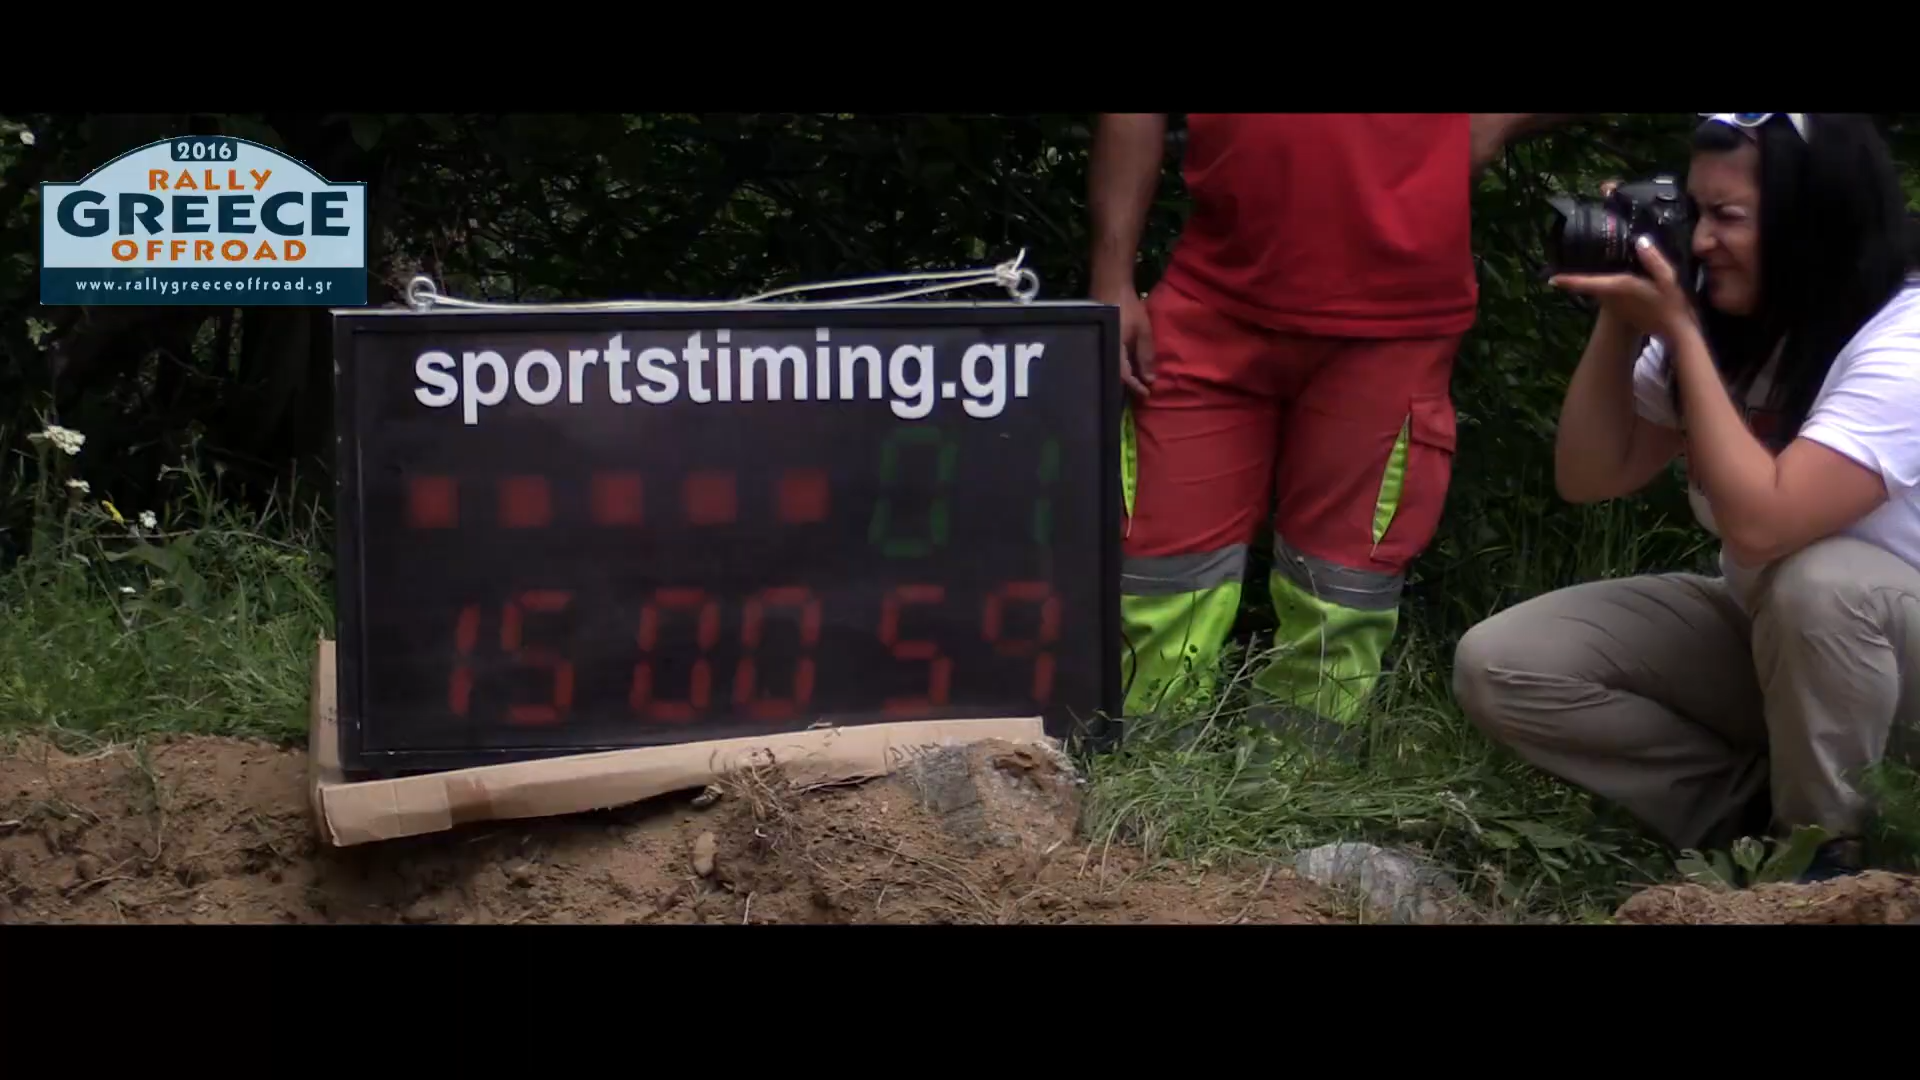 2016
RALLY
GREECE
OFFROAD
www.rallygreeceoffroad.gr
sportstiming.gr
01
15 00 59